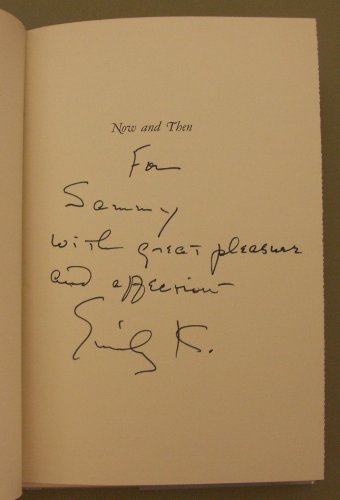 Now and Then
For
Sammy
with great pleasure
and affection
Emily K.